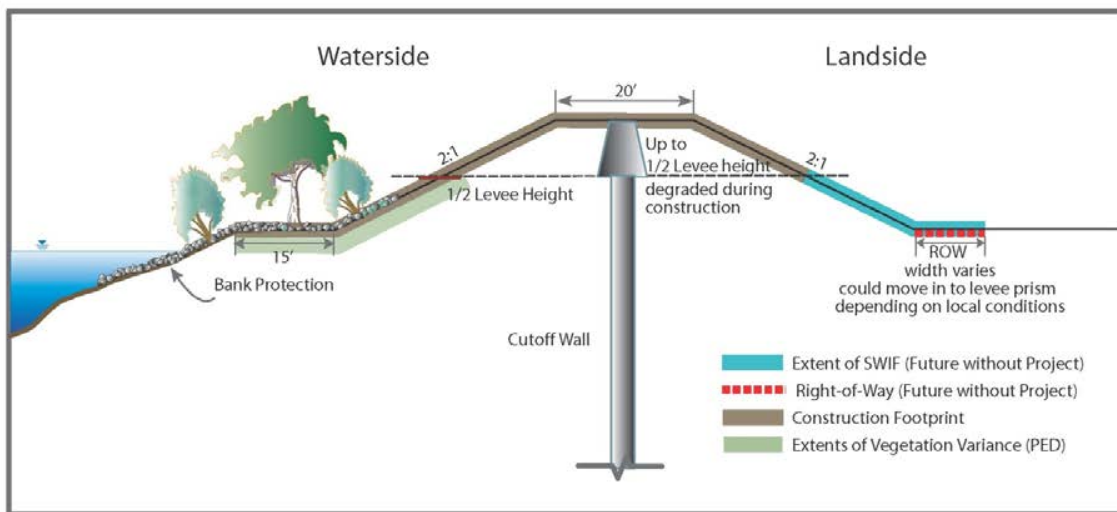 Waterside
Landside
20'
2:1
Up to
1/2 Levee height
degraded during
construction
2:1
1/2 Levee Height
15'
Bank Protection
ROW
width varies
could move in to levee prism
depending on local conditions
Cutoff Wall
Extent of SWIF (Future without Project)
Right-of-Way (Future without Project)
Construction Footprint
Extents of Vegetation Variance (PED)